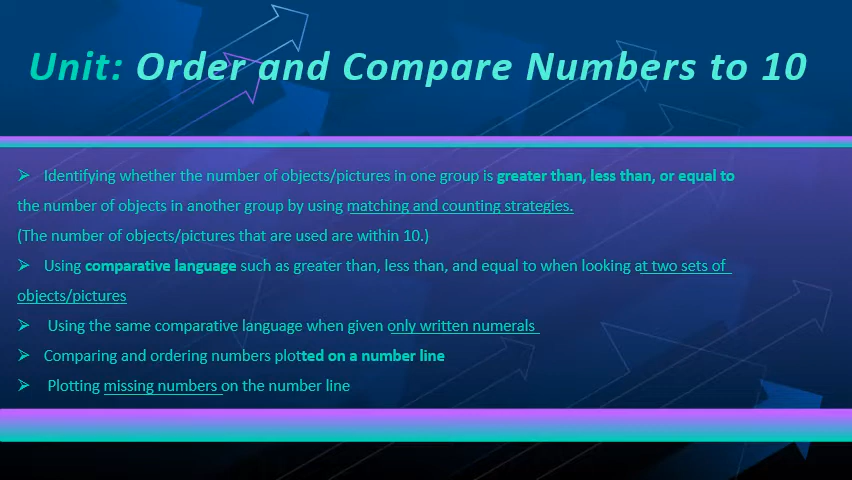 Unit: Order and Compare Numbers to 10
➢ Identifying whether the number of objects/pictures in one group is greater than, less than, or equal to
the number of objects in another group by using matching and counting strategies.
(The number of objects/pictures that are used are within 10.)
➢ Using comparative language such as greater than, less than, and equal to when looking at two sets of
objects/pictures
➢ Using the same comparative language when given only written numerals
➢ Comparing and ordering numbers plotted on a number line
➢ Plotting missing numbers on the number line